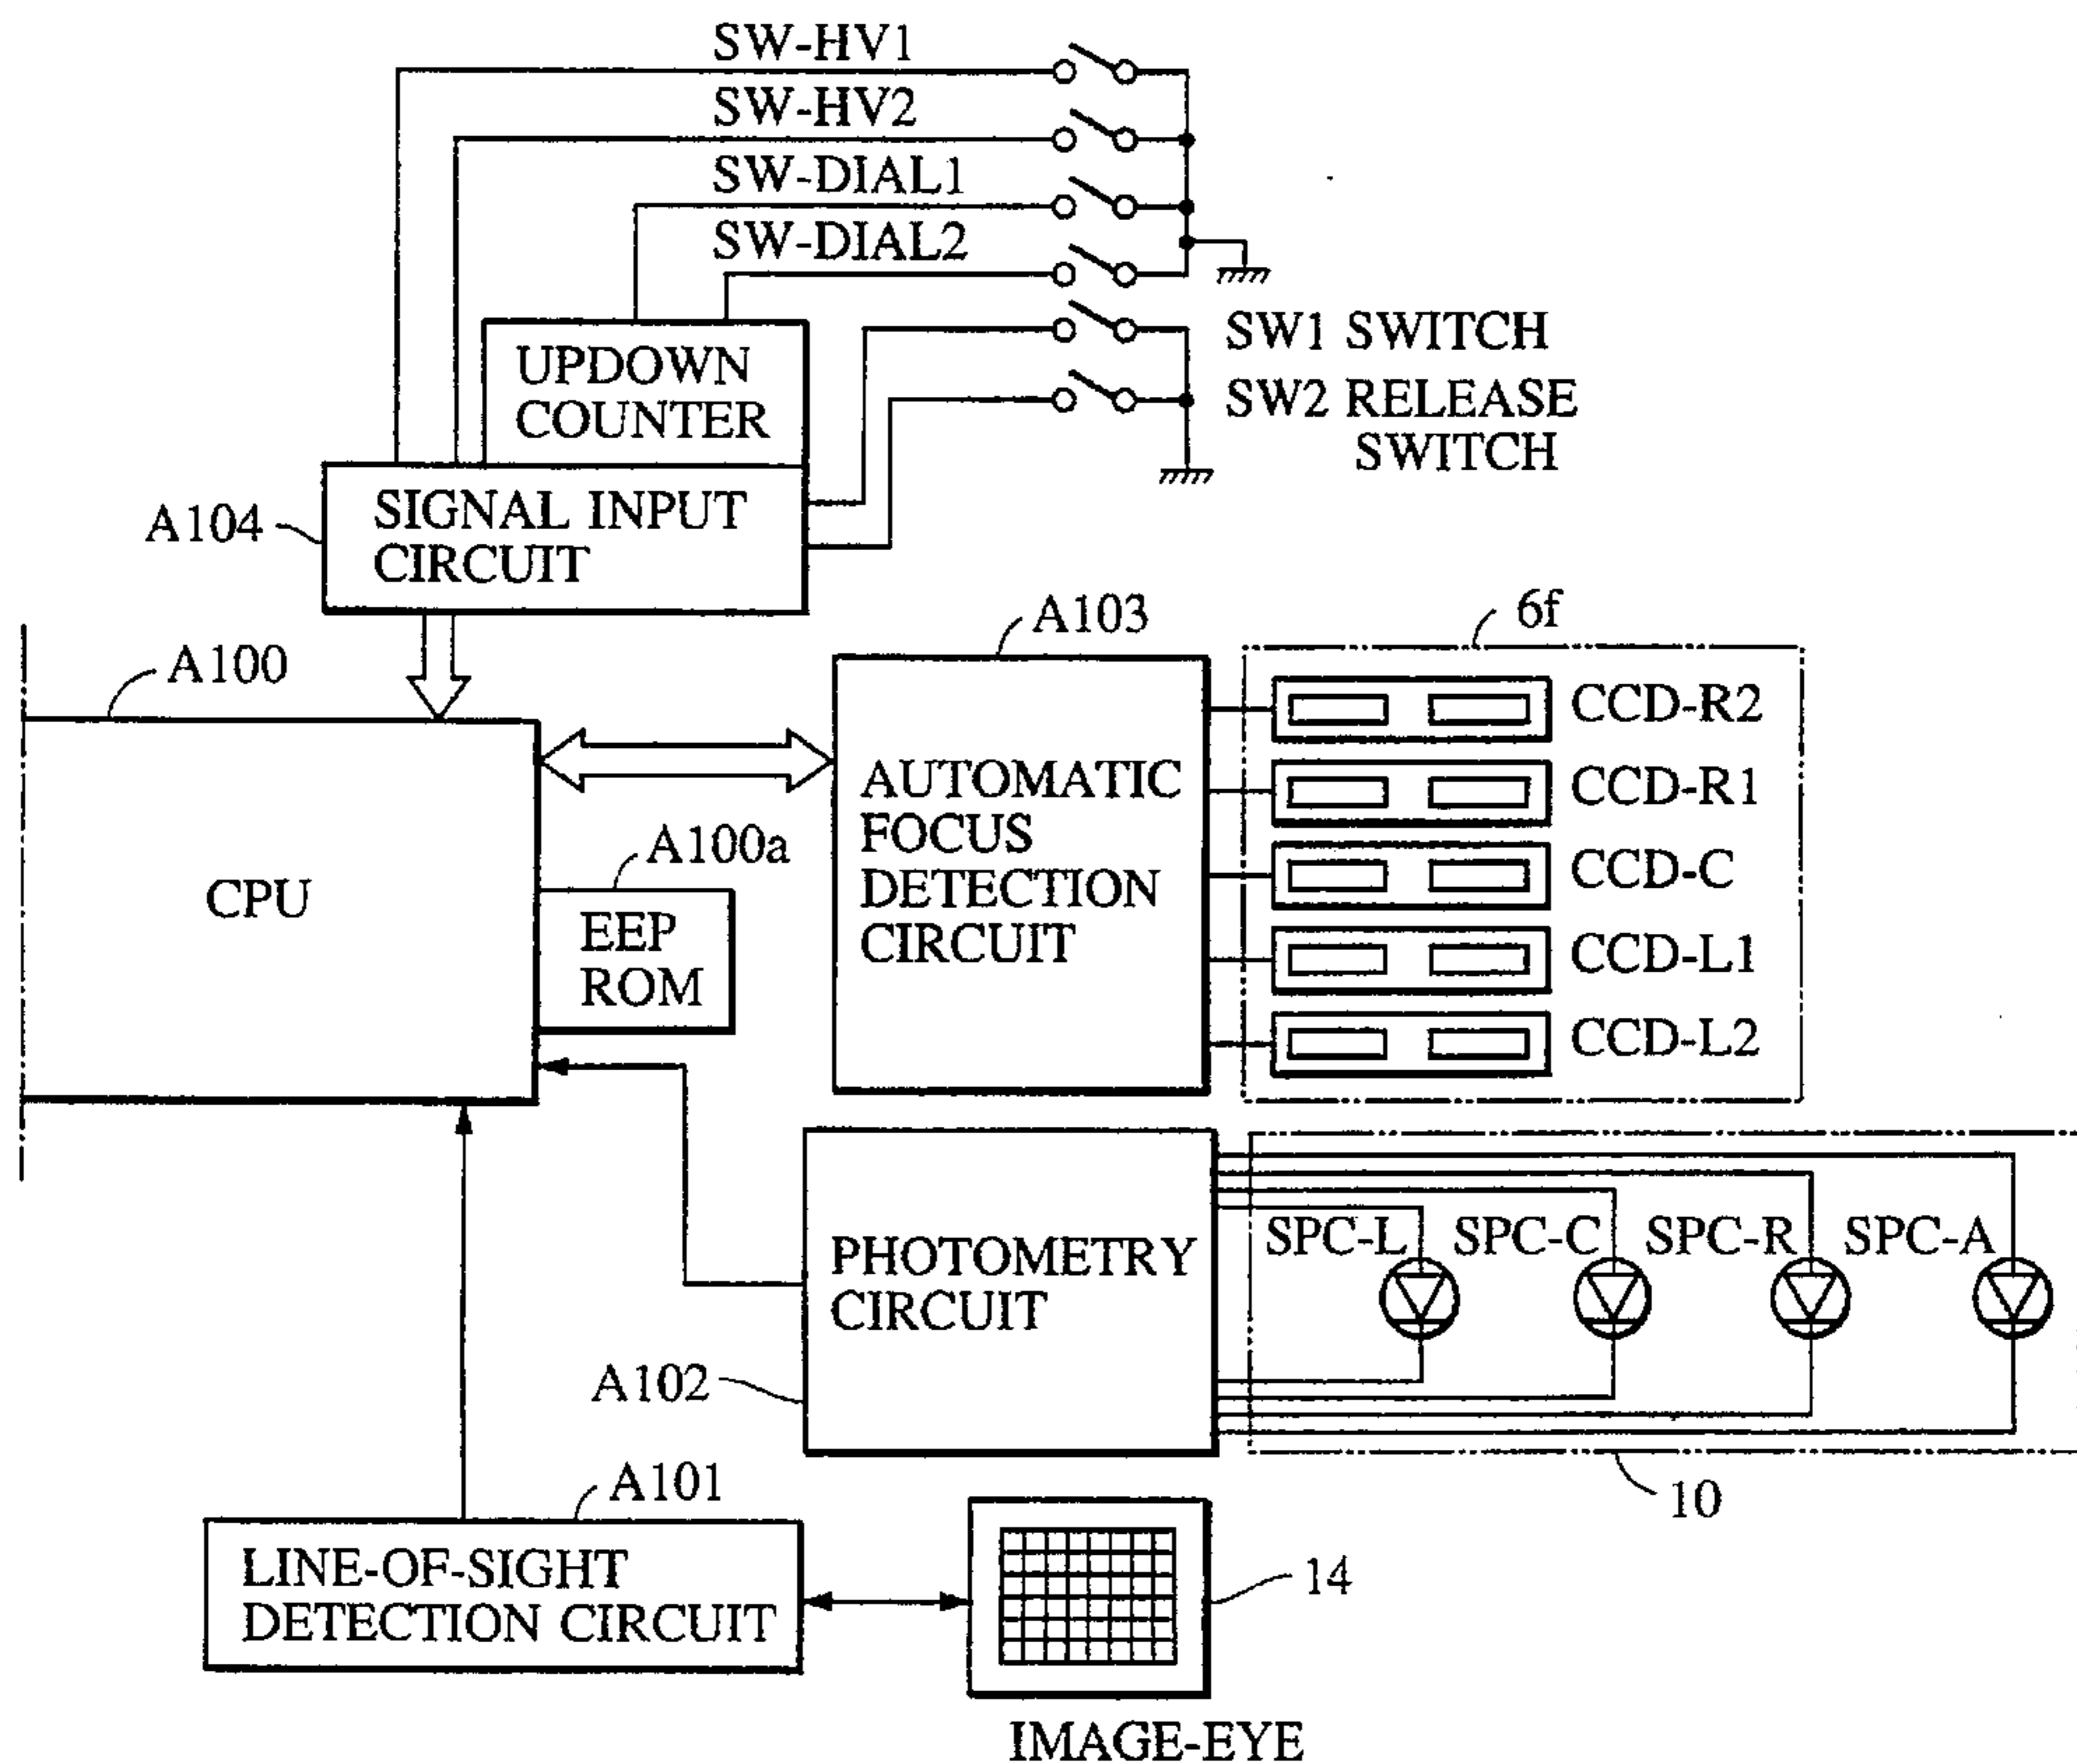 SW-HV1
SW-HV2
SW-DIAL1
SW-DIAL2
SW1 SWITCH
SW2 RELEASE
SWITCH
UPDOWN
COUNTER
A104
SIGNAL INPUT
CIRCUIT
A100
A103
6f
CPU
A100a
EEP
ROM
AUTOMATIC
FOCUS
DETECTION
CIRCUIT
CCD-R2
CCD-R1
CCD-C
CCD-L1
CCD-L2
PHOTOMETRY
CIRCUIT
A102
SPC-L SPC-C SPC-R SPC-A
10
A101
LINE-OF-SIGHT
DETECTION CIRCUIT
14
IMAGE-EYE